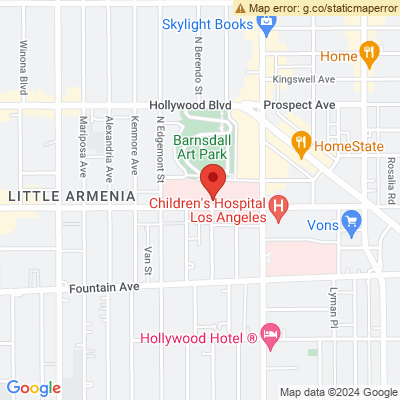 Map error: g.co/staticmaperror
Skylight Books
Home
Kingswell Ave
Winona Blvd
N Berendo St
Hollywood Blvd
Prospect Ave
Mariposa Ave
Alexandria Ave
Kenmore Ave
N Edgemont St
Barnsdall
Art Park
HomeState
Rosalia Rd
LITTLE ARMENIA
Children's Hospital
Los Angeles
H
Vons
Van St
Fountain Ave
Lyman Pl
Hollywood Hotel ®
Google
Map data ©2024 Google